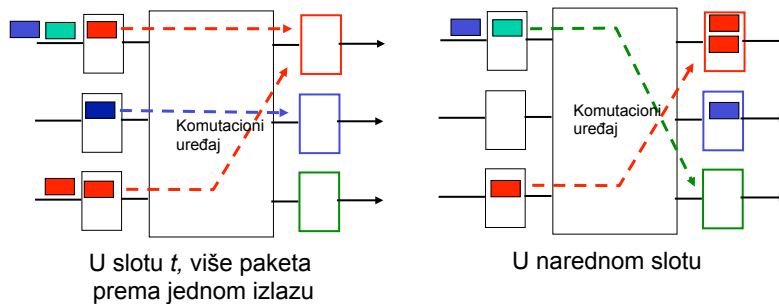 Komutacioni
uređaj
U slotu t, više paketa
prema jednom izlazu
Komutacioni
uređaj
U narednom slotu